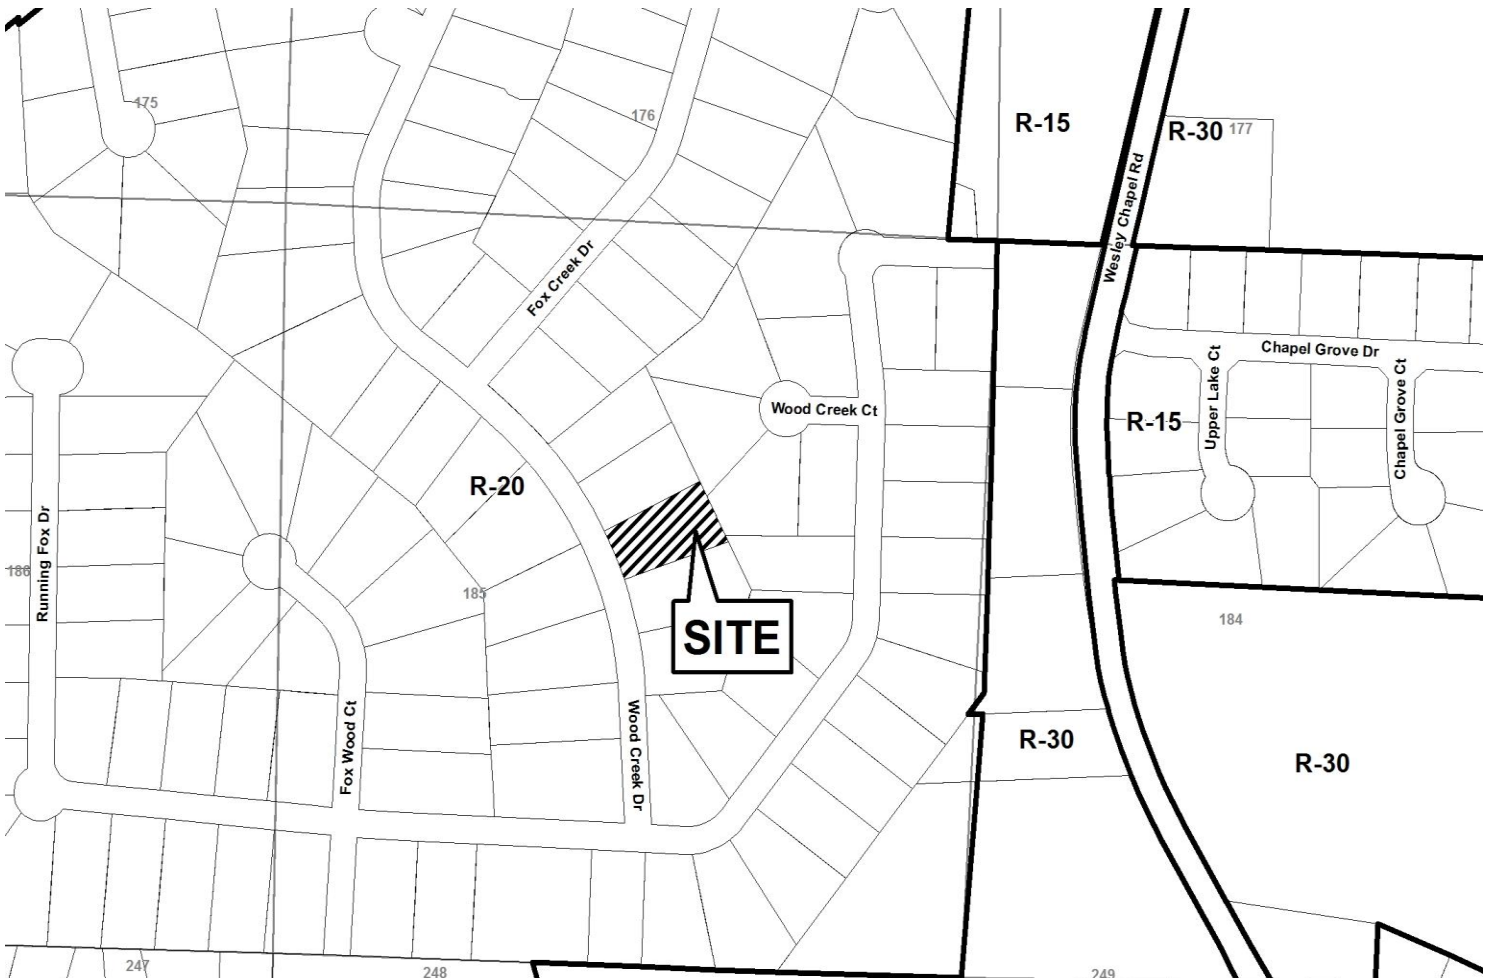 175
176
R-15
R-30
177
Wesley Chapel Rd
Fox Creek Dr
Chapel Grove Dr
Upper Lake Ct
Chapel Grove Ct
Wood Creek Ct
R-15
R-20
Running Fox Dr
186
185
SITE
184
Fox Wood Ct
Wood Creek Dr
R-30
R-30
247
248
249